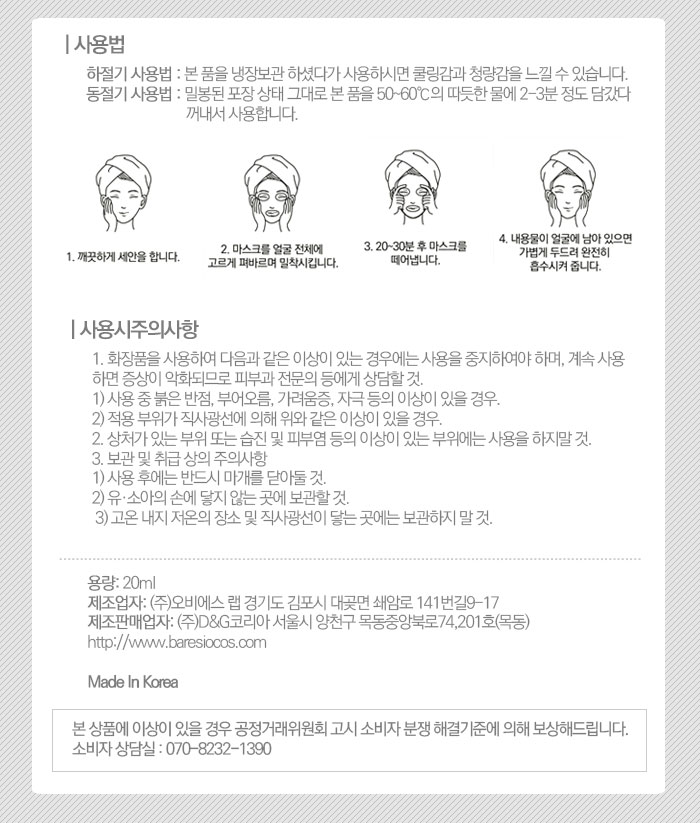 | 사용법
하절기 사용법 : 본 품을 냉장보관 하셨다가 사용하시면 쿨링감과 청량감을 느낄 수 있습니다.
동절기 사용법 : 밀봉된 포장 상태 그대로 본 품을 50~60℃의 따듯한 물에 2-3분 정도 담갔다
꺼내서 사용합니다.
1. 깨끗하게 세안을 합니다.
2. 마스크를 얼굴 전체에
고르게 펴바르며 밀착시킵니다.
3. 20~30분 후 마스크를
떼어냅니다.
4. 내용물이 얼굴에 남아 있으면
가볍게 두드려 완전히
흡수시켜 줍니다.
| 사용시주의사항
1. 화장품을 사용하여 다음과 같은 이상이 있는 경우에는 사용을 중지하여야 하며, 계속 사용
하면 증상이 악화되므로 피부과 전문의 등에게 상담할 것.
1) 사용 중 붉은 반점, 부어오름, 가려움증, 자극 등의 이상이 있을 경우.
2) 적용 부위가 직사광선에 의해 위와 같은 이상이 있을 경우.
2. 상처가 있는 부위 또는 습진 및 피부염 등의 이상이 있는 부위에는 사용을 하지말 것.
3. 보관 및 취급 상의 주의사항
1) 사용 후에는 반드시 마개를 닫아둘 것.
2) 유·소아의 손에 닿지 않는 곳에 보관할 것.
3) 고온 내지 저온의 장소 및 직사광선이 닿는 곳에는 보관하지 말 것.
용량: 20ml
제조업자: (주)오비에스 랩 경기도 김포시 대곶면 쇄암로 141번길9-17
제조판매업자: (주)D&G코리아 서울시 양천구 목동중앙북로74,201호(목동)
http://www.baresiocos.com
Made In Korea
본 상품에 이상이 있을 경우 공정거래위원회 고시 소비자 분쟁 해결기준에 의해 보상해드립니다.
소비자 상담실 : 070-8232-1390